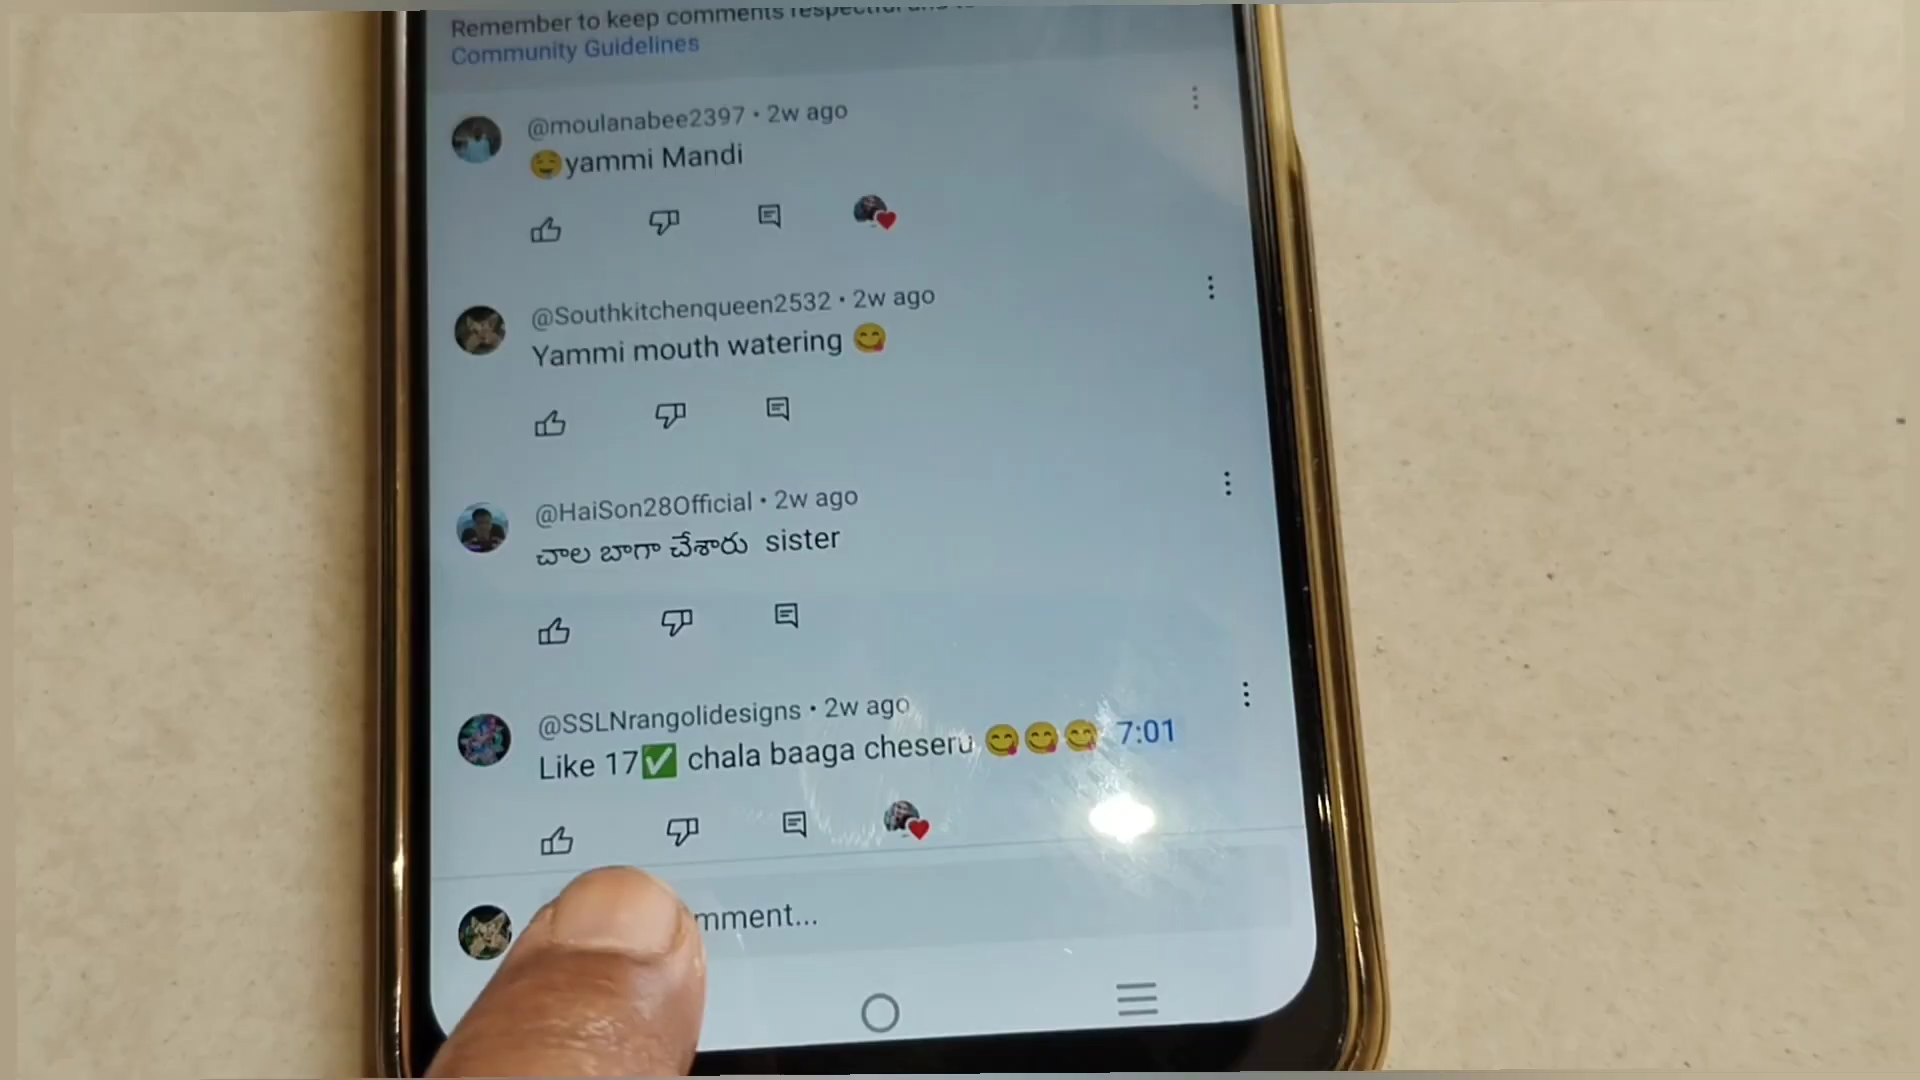 Remember to keep comments respectful
Community Guidelines
@moulanabee2397 • 2w ago
🤤yammi Mandi
@Southkitchenqueen2532 • 2w ago
Yammi mouth watering 😋
@HaiSon28Official • 2w ago
చాల బాగా చేశారు sister
@SSLNrangolidesigns • 2w ago
Like 17✅ chala baaga cheseru 😋😋😋 7:01
mment...